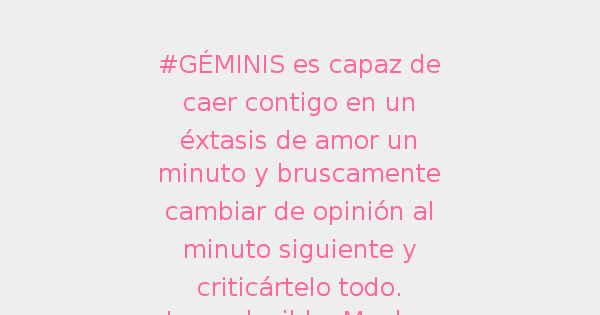 #GÉMINIS es capaz de
caer contigo en un
éxtasis de amor un
minuto y bruscamente
cambiar de opinión al
minuto siguiente y
criticártelo todo.